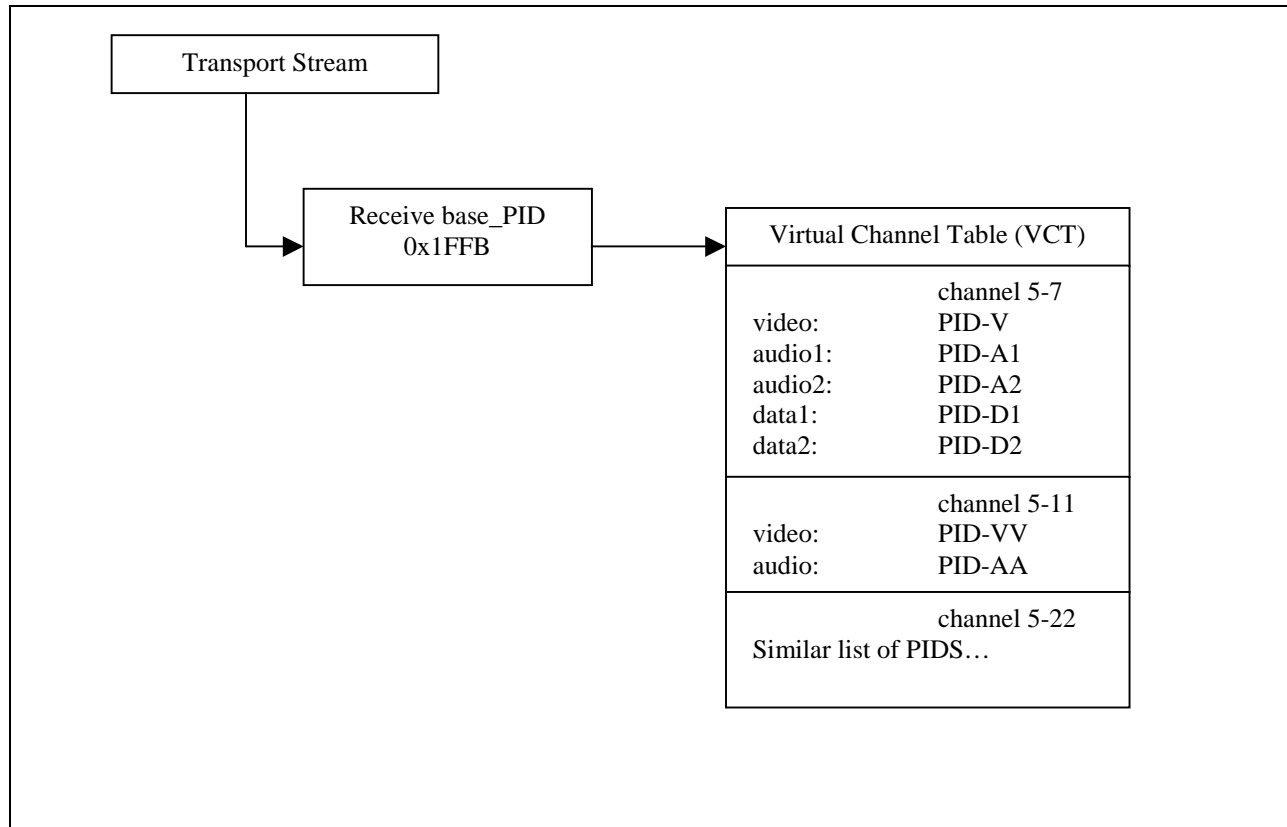 Transport Stream
Receive base_PID
0x1FFB
Virtual Channel Table (VCT)
channel 5-7
video: PID-V
audio1: PID-A1
audio2: PID-A2
data1: PID-D1
data2: PID-D2
channel 5-11
video: PID-VV
audio: PID-AA
channel 5-22
Similar list of PIDS…